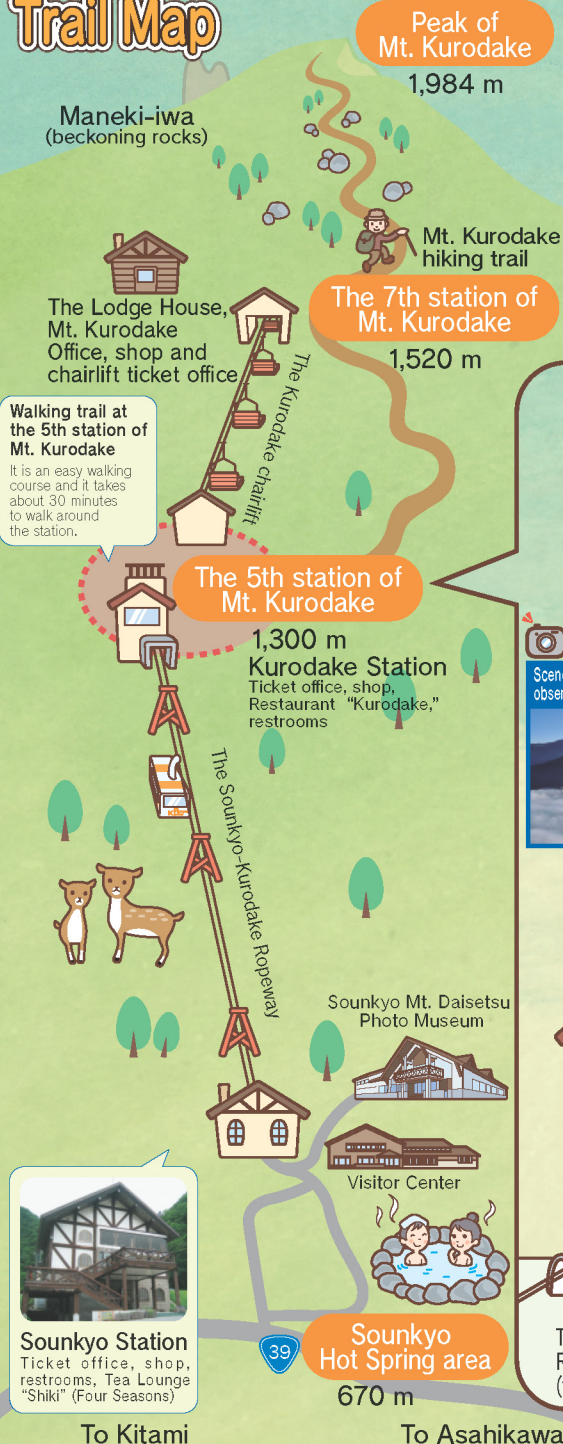 Trail Map
Peak of
Mt. Kurodake
1,984 m
Maneki-iwa
(beckoning rocks)
Mt. Kurodake
hiking trail
The Lodge House,
Mt. Kurodake
Office, shop and
chairlift ticket office
The 7th station of
Mt. Kurodake
1,520 m
The Kurodake chairlift
Walking trail at
the 5th station of
Mt. Kurodake
It is an easy walking
course and it takes
about 30 minutes
to walk around
the station.
The 5th station of
Mt. Kurodake
1,300 m
Kurodake Station
Ticket office, shop,
Restaurant “Kurodake,”
restrooms
Scen
obser
The Sounkyo-Kurodake Ropeway
Sounkyo Mt. Daisetsu
Photo Museum
Visitor Center
Sounkyo Station
Ticket office, shop,
restrooms, Tea Lounge
“Shiki” (Four Seasons)
39
Sounkyo
Hot Spring area
670 m
To Kitami
To Asahikawa